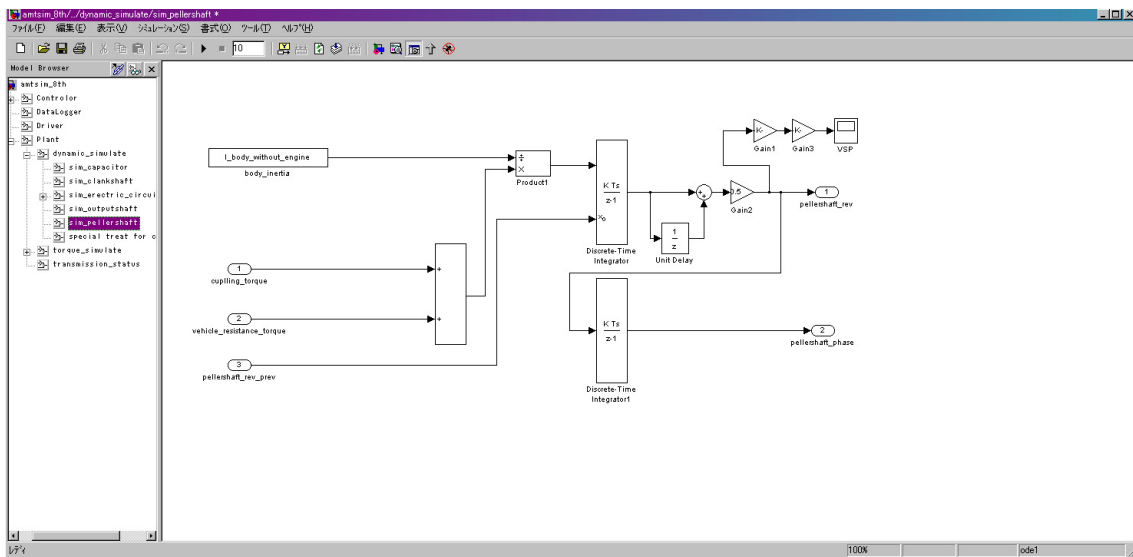 amtsim_8th/../dynamic_simulate/sim_pellershaft *
ファイル(F) 編集(E) 表示(V) シミュレーション(S) 書式(O) ツール(T) ヘルプ(H)
10
Model Browser
amtsim_8th
Controlor
DataLogger
Driver
Plant
dynamic_simulate
sim_capacitor
sim_clankshaft
sim_erectric_circui
sim_outputshaft
sim_pellershaft
special treat for c
torque_simulate
transmission_status
I_body_without_engine
body_inertia
÷
×
Product1
K Ts
z-1
x₀
Discrete-Time
Integrator
1
z
Unit Delay
+
+
0.5
Gain2
K-
Gain1
K-
Gain3
VSP
1
pellershaft_rev
1
cuplling_torque
2
vehicle_resistance_torque
3
pellershaft_rev_prev
+
+
K Ts
z-1
Discrete-Time
Integrator1
2
pellershaft_phase
レディ
100%
ode1